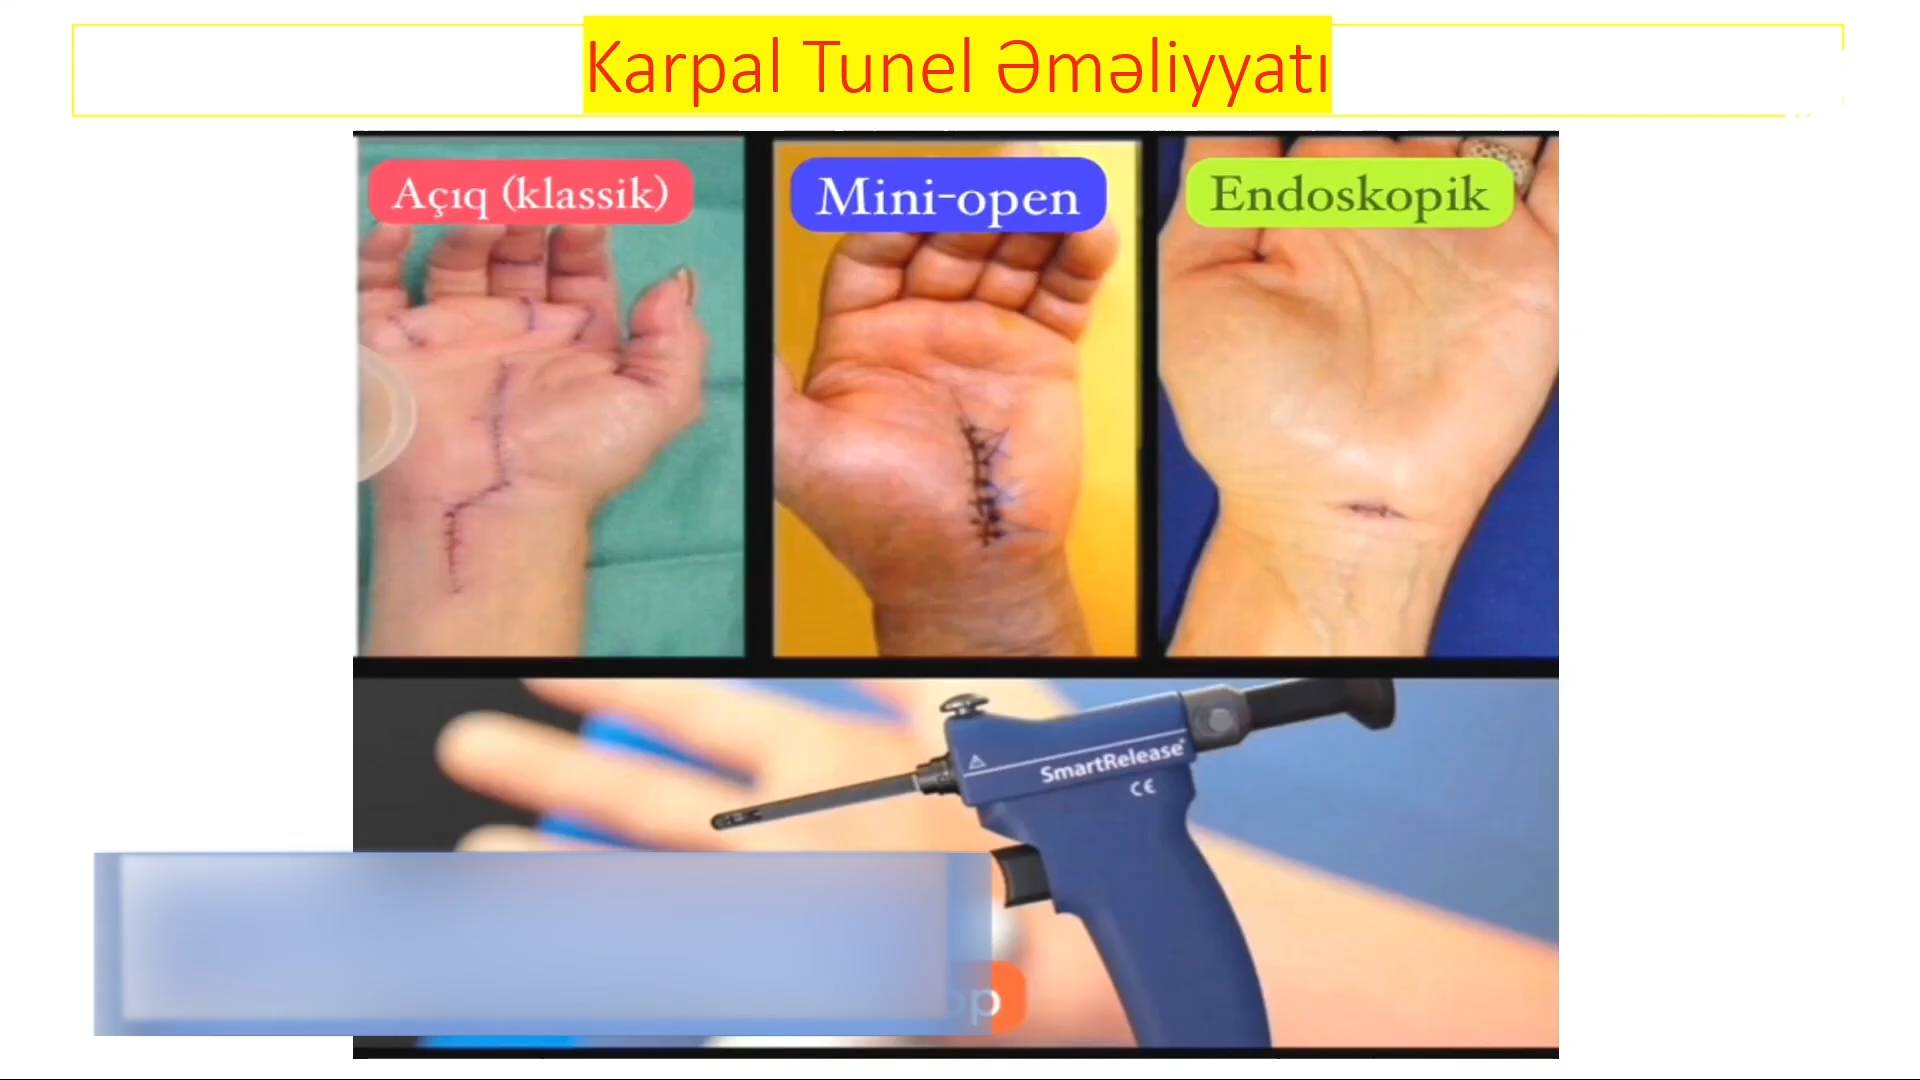 Karpal Tunel Əməliyyatı
Açıq (klassik)
Mini-open
Endoskopik
SmartRelease
CE